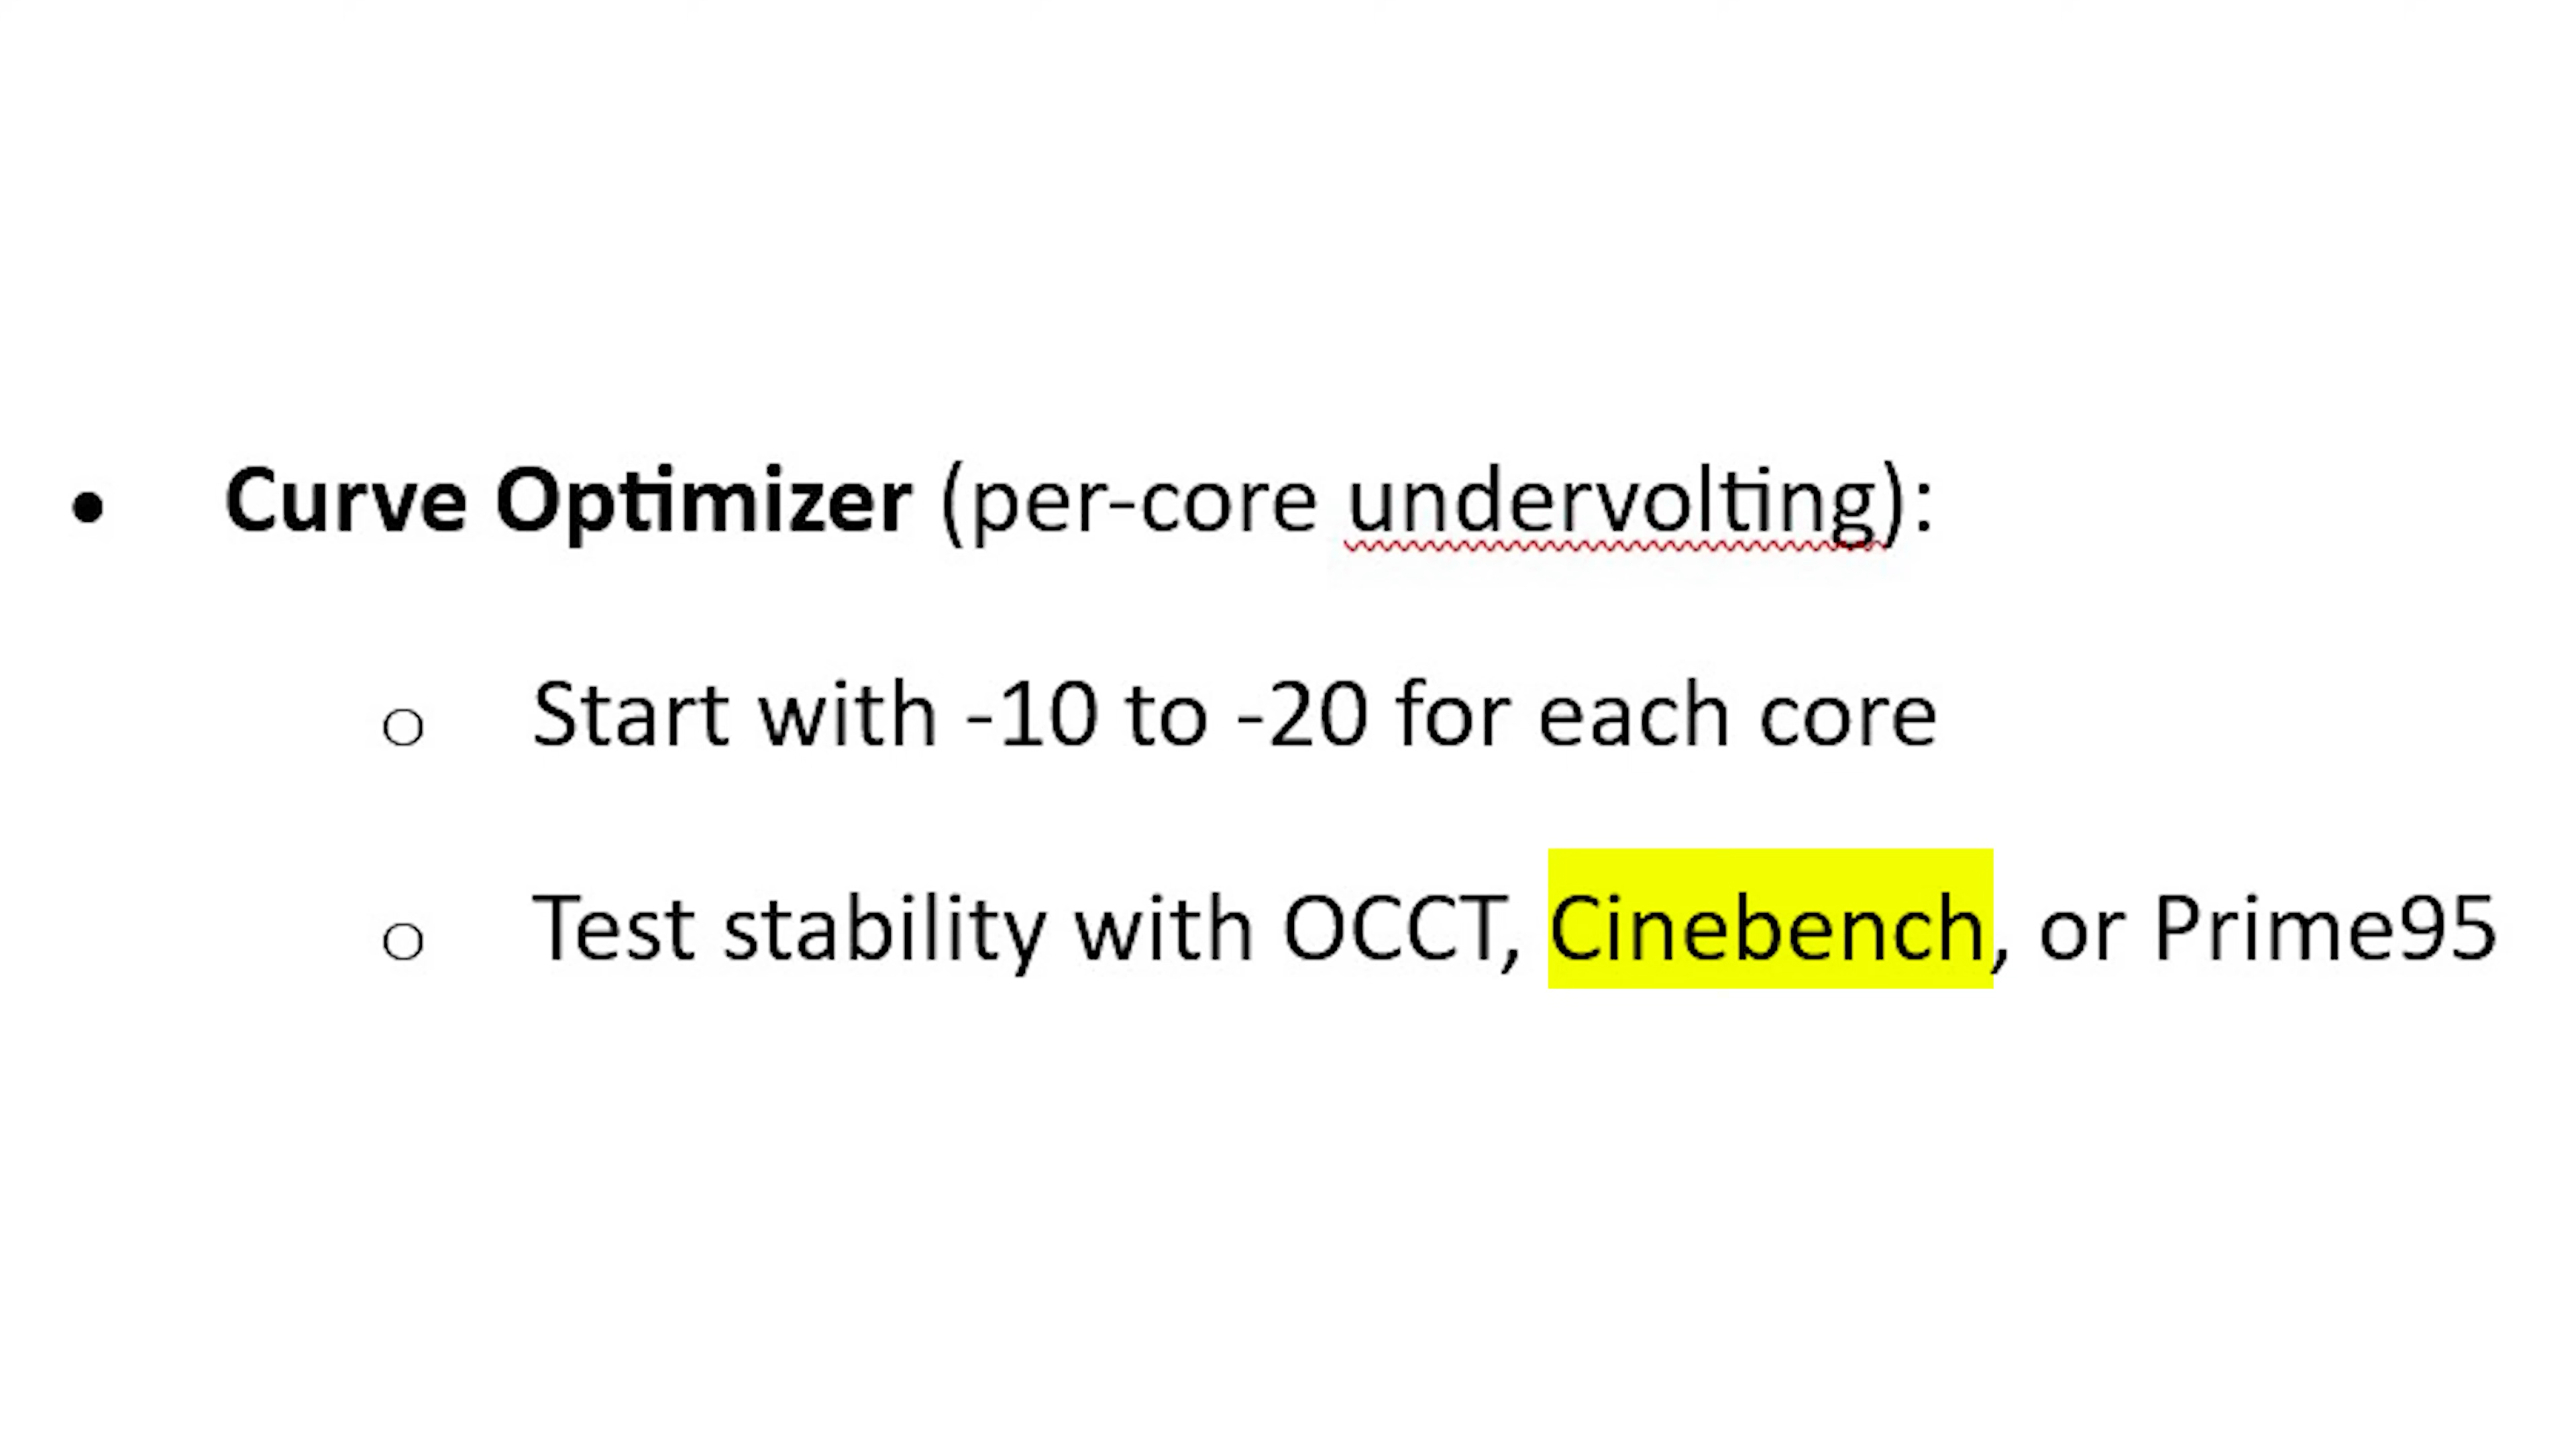 • Curve Optimizer (per-core undervolting):
o Start with -10 to -20 for each core
o Test stability with OCCT, Cinebench, or Prime95